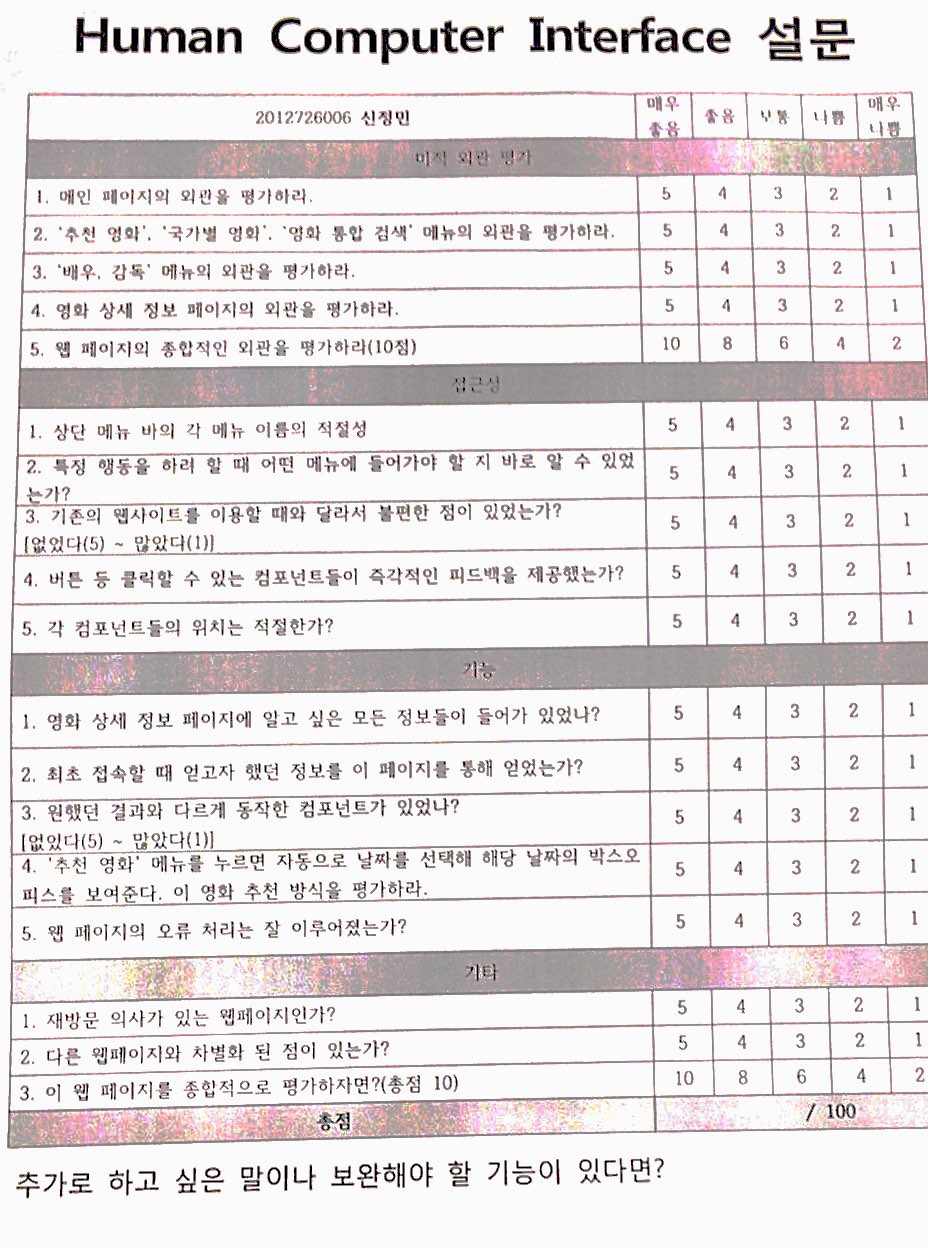 Human Computer Interface 설문
2012726006 신정민 매우 좋음 좋음 보통 나쁨 매우 나쁨
미적 외관 평가
1. 메인 페이지의 외관을 평가하라. 5 4 3 2 1
2. '추천 영화', '국가별 영화', '영화 통합 검색' 메뉴의 외관을 평가하라. 5 4 3 2 1
3. '배우, 감독' 메뉴의 외관을 평가하라. 5 4 3 2 1
4. 영화 상세 정보 페이지의 외관을 평가하라. 5 4 3 2 1
5. 웹 페이지의 종합적인 외관을 평가하라(10점) 10 8 6 4 2
접근성
1. 상단 메뉴 바의 각 메뉴 이름의 적절성 5 4 3 2 1
2. 특정 행동을 하려 할 때 어떤 메뉴에 들어가야 할 지 바로 알 수 있었
는가? 5 4 3 2 1
3. 기존의 웹사이트를 이용할 때와 달라서 불편한 점이 있었는가?
[없었다(5) ~ 많았다(1)] 5 4 3 2 1
4. 버튼 등 클릭할 수 있는 컴포넌트들이 즉각적인 피드백을 제공했는가? 5 4 3 2 1
5. 각 컴포넌트들의 위치는 적절한가? 5 4 3 2 1
기능
1. 영화 상세 정보 페이지에 알고 싶은 모든 정보들이 들어가 있었나? 5 4 3 2 1
2. 최초 접속할 때 얻고자 했던 정보를 이 페이지를 통해 얻었는가? 5 4 3 2 1
3. 원했던 결과와 다르게 동작한 컴포넌트가 있었나?
[없었다(5) ~ 많았다(1)] 5 4 3 2 1
4. '추천 영화' 메뉴를 누르면 자동으로 날짜를 선택해 해당 날짜의 박스오
피스를 보여준다. 이 영화 추천 방식을 평가하라. 5 4 3 2 1
5. 웹 페이지의 오류 처리는 잘 이루어졌는가? 5 4 3 2 1
기타
1. 재방문 의사가 있는 웹페이지인가? 5 4 3 2 1
2. 다른 웹페이지와 차별화 된 점이 있는가? 5 4 3 2 1
3. 이 웹 페이지를 종합적으로 평가하자면?(총점 10) 10 8 6 4 2
총점 / 100
추가로 하고 싶은 말이나 보완해야 할 기능이 있다면?